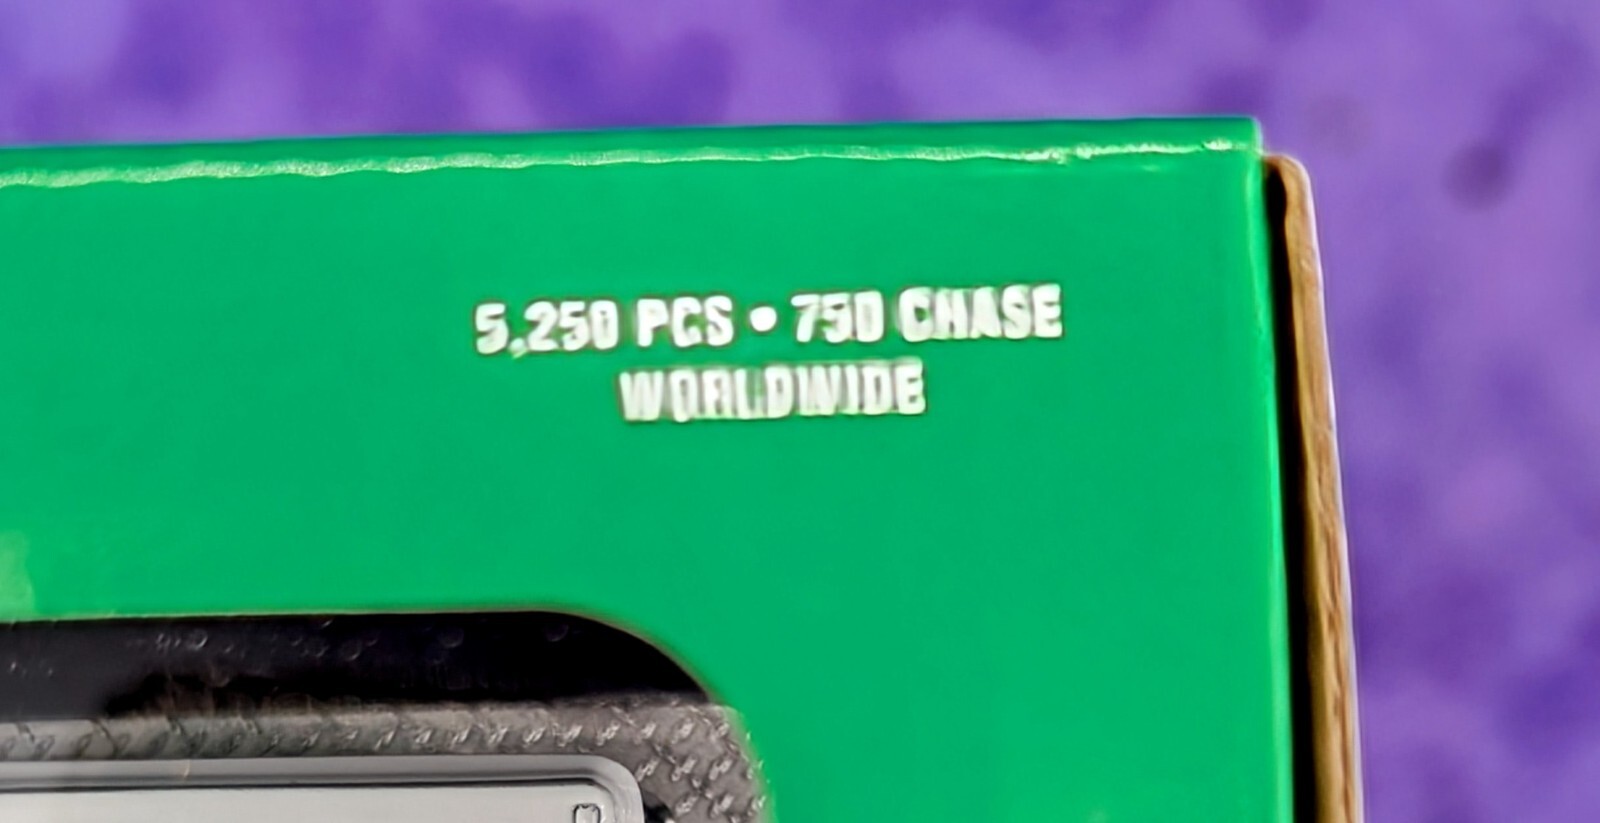 5,250 PCS • 750 CHASE
WORLDWIDE